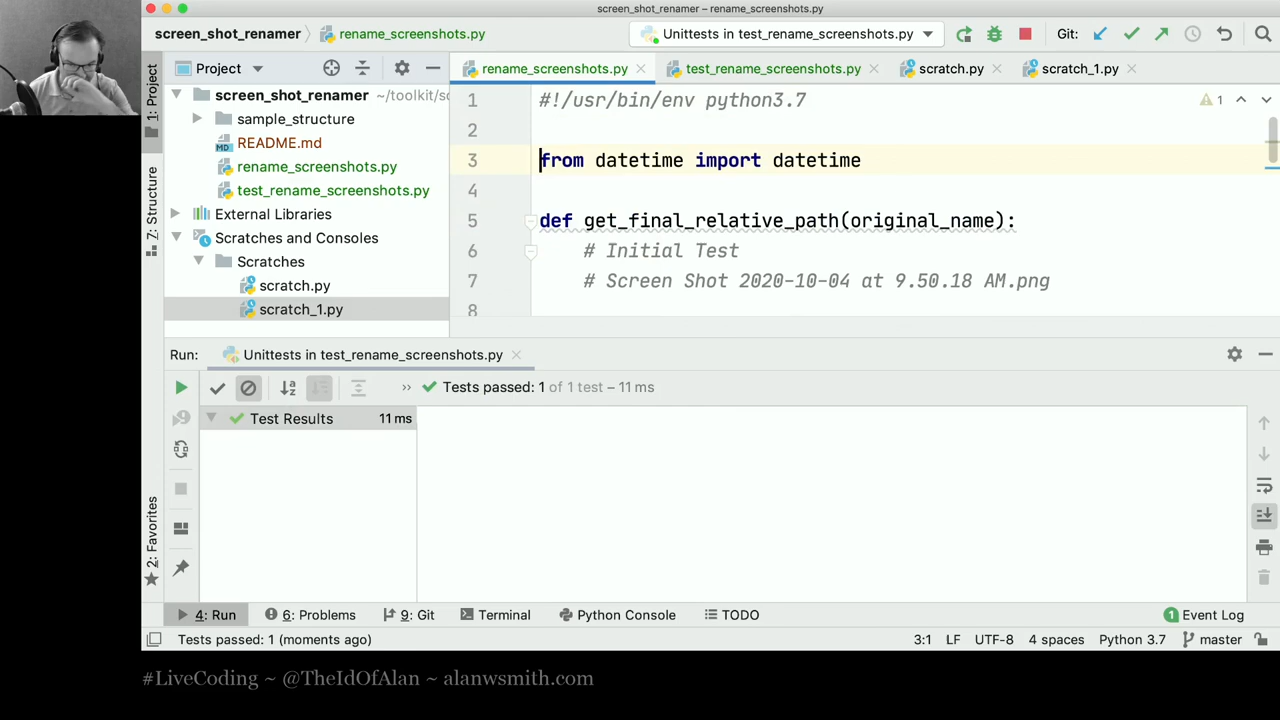 screen_shot_renamer – rename_screenshots.py
screen_shot_renamer
rename_screenshots.py
Unittests in test_rename_screenshots.py
Git:
1: Project
Project
rename_screenshots.py
test_rename_screenshots.py
scratch.py
scratch_1.py
screen_shot_renamer ~/toolkit/sc
sample_structure
README.md
rename_screenshots.py
test_rename_screenshots.py
External Libraries
Scratches and Consoles
Scratches
scratch.py
scratch_1.py
7: Structure
2: Favorites
1 #!/usr/bin/env python3.7
1
2
3 from datetime import datetime
4
5 def get_final_relative_path(original_name):
6 # Initial Test
7 # Screen Shot 2020-10-04 at 9.50.18 AM.png
8
Run: Unittests in test_rename_screenshots.py
Tests passed: 1 of 1 test – 11 ms
Test Results 11 ms
4: Run
6: Problems
9: Git
Terminal
Python Console
TODO
1 Event Log
Tests passed: 1 (moments ago)
3:1 LF UTF-8 4 spaces Python 3.7 master
#LiveCoding ~ @TheIdOfAlan ~ alanwsmith.com